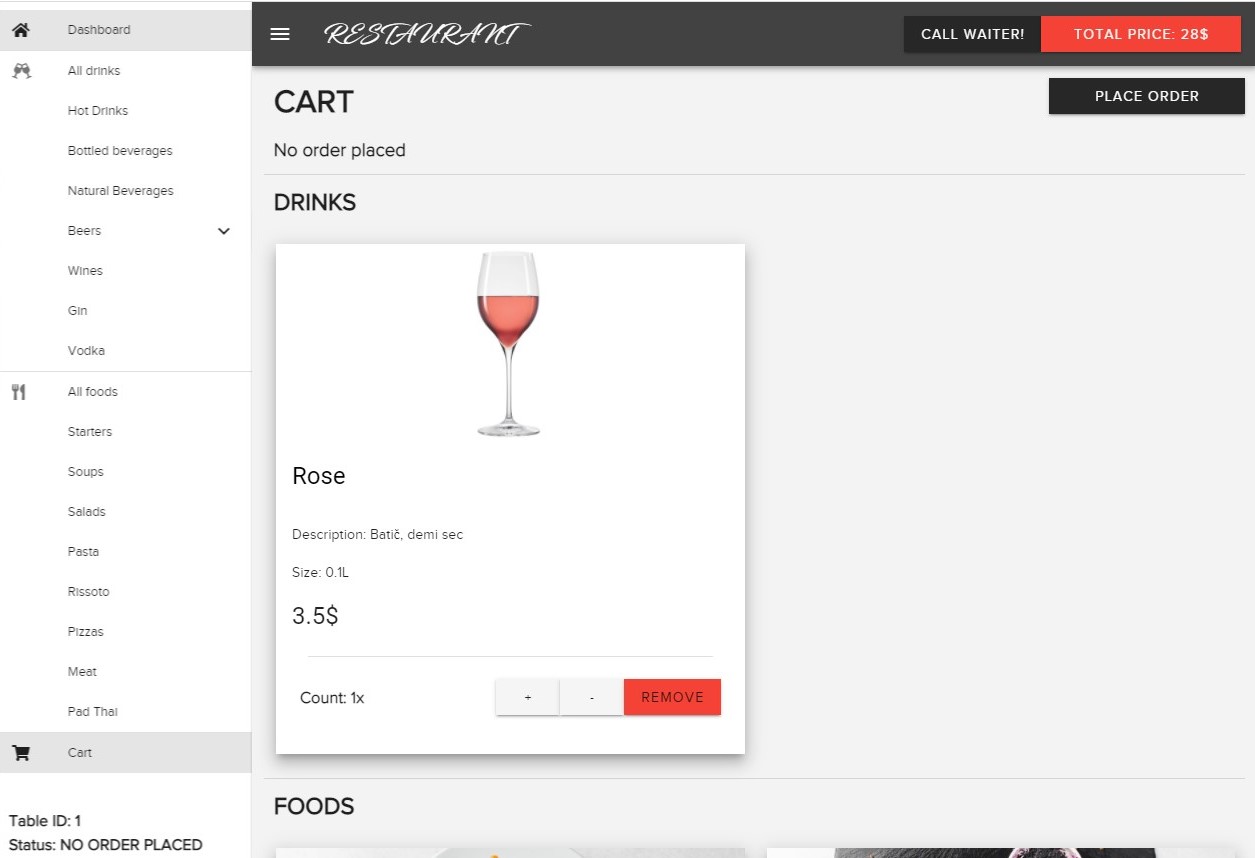 Dashboard
All drinks
Hot Drinks
Bottled beverages
Natural Beverages
Beers
Wines
Gin
Vodka
All foods
Starters
Soups
Salads
Pasta
Rissoto
Pizzas
Meat
Pad Thai
Cart
Table ID: 1
Status: NO ORDER PLACED
RESTAURANT
CALL WAITER!
TOTAL PRICE: 28$
CART
PLACE ORDER
No order placed
DRINKS
Rose
Description: Batič, demi sec
Size: 0.1L
3.5$
Count: 1x
+
-
REMOVE
FOODS